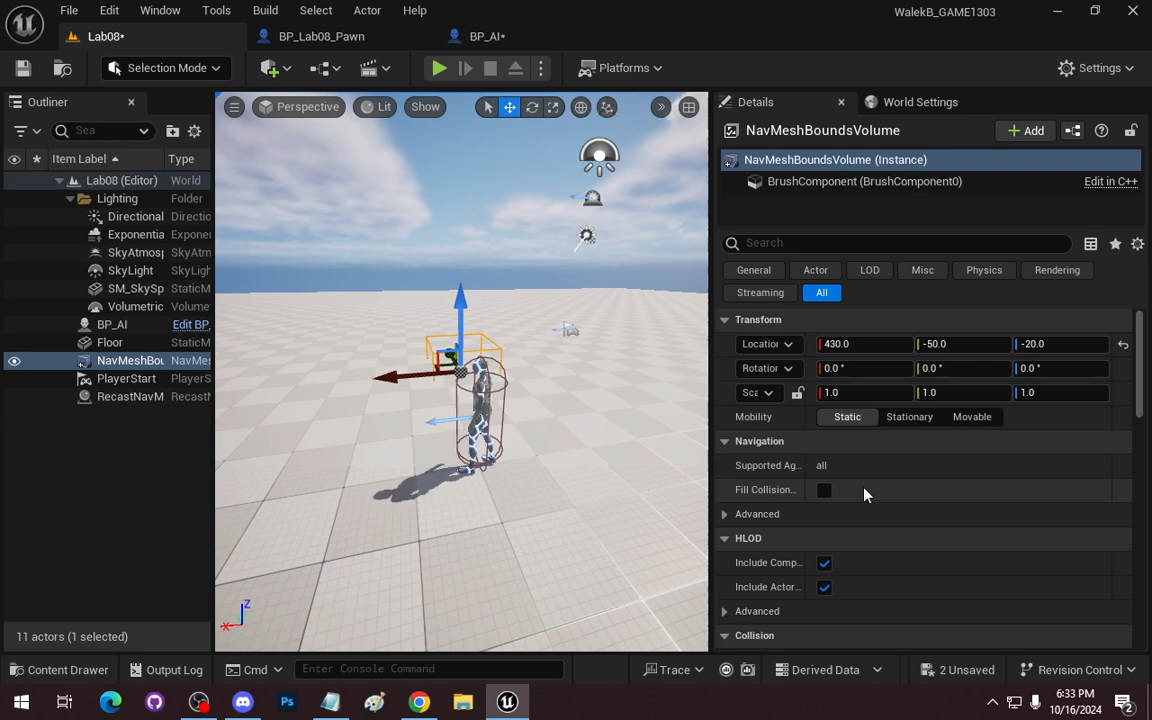 File Edit Window Tools Build Select Actor Help WalekB_GAME1303
Lab08* BP_Lab08_Pawn BP_AI*
Selection Mode Platforms Settings
Outliner
Sea
Item Label Type
Lab08 (Editor) World
Lighting Folder
Directional Directio
Exponentia Exponer
SkyAtmos SkyAtm
SkyLight SkyLigh
SM_SkySp StaticM
Volumetric Volume
BP_AI Edit BP
Floor StaticM
NavMeshBou NavMes
PlayerStart PlayerS
RecastNavM Recast
11 actors (1 selected)
Perspective Lit Show
Z
X
Details World Settings
NavMeshBoundsVolume Add
NavMeshBoundsVolume (Instance)
BrushComponent (BrushComponent0) Edit in C++
Search
General Actor LOD Misc Physics Rendering
Streaming All
Transform
Location 430.0 -50.0 -20.0
Rotation 0.0 ° 0.0 ° 0.0 °
Sca 1.0 1.0 1.0
Mobility Static Stationary Movable
Navigation
Supported Ag... all
Fill Collision...
Advanced
HLOD
Include Comp...
Include Actor...
Advanced
Collision
Content Drawer Output Log Cmd Enter Console Command Trace Derived Data 2 Unsaved Revision Control
Ps
6:33 PM
10/16/2024
2